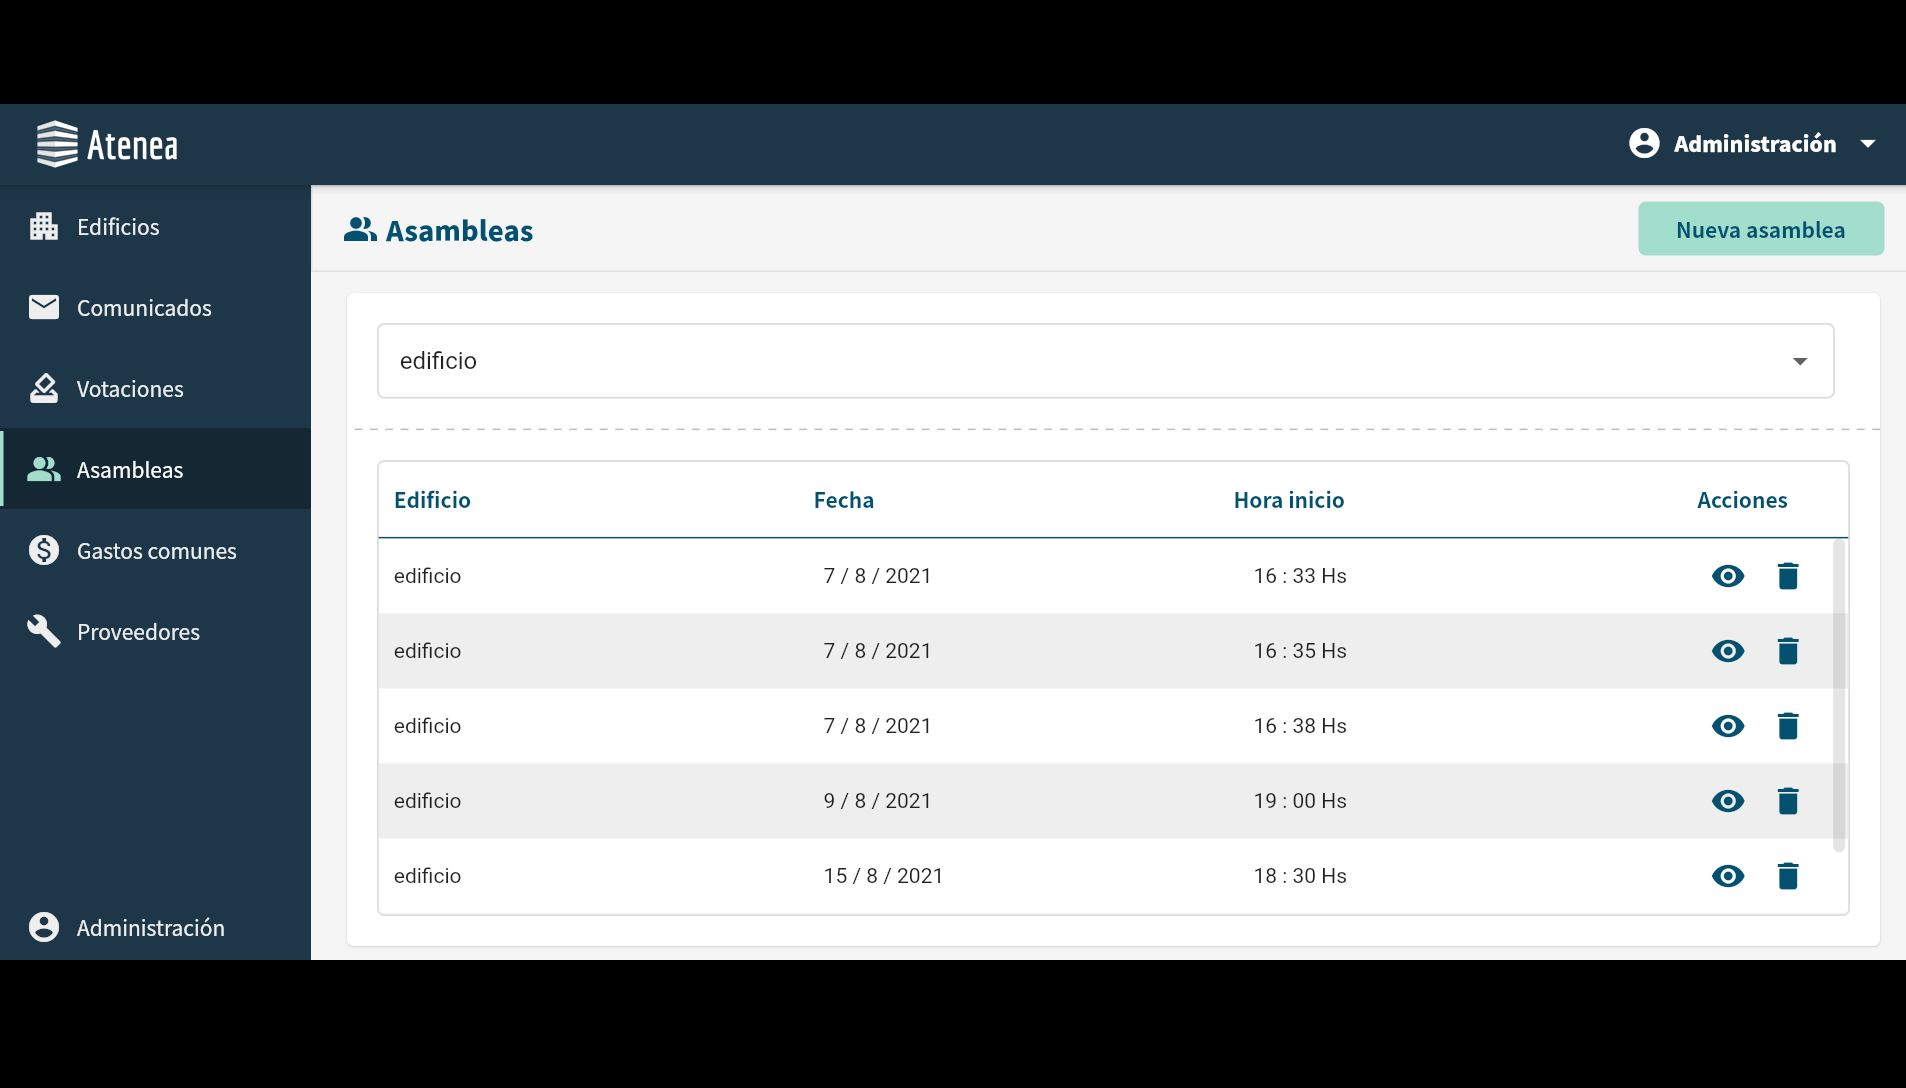 Atenea
Administración
Edificios
Comunicados
Votaciones
Asambleas
Gastos comunes
Proveedores
Administración
Asambleas
Nueva asamblea
edificio
Edificio Fecha Hora inicio Acciones
edificio 7 / 8 / 2021 16 : 33 Hs
edificio 7 / 8 / 2021 16 : 35 Hs
edificio 7 / 8 / 2021 16 : 38 Hs
edificio 9 / 8 / 2021 19 : 00 Hs
edificio 15 / 8 / 2021 18 : 30 Hs